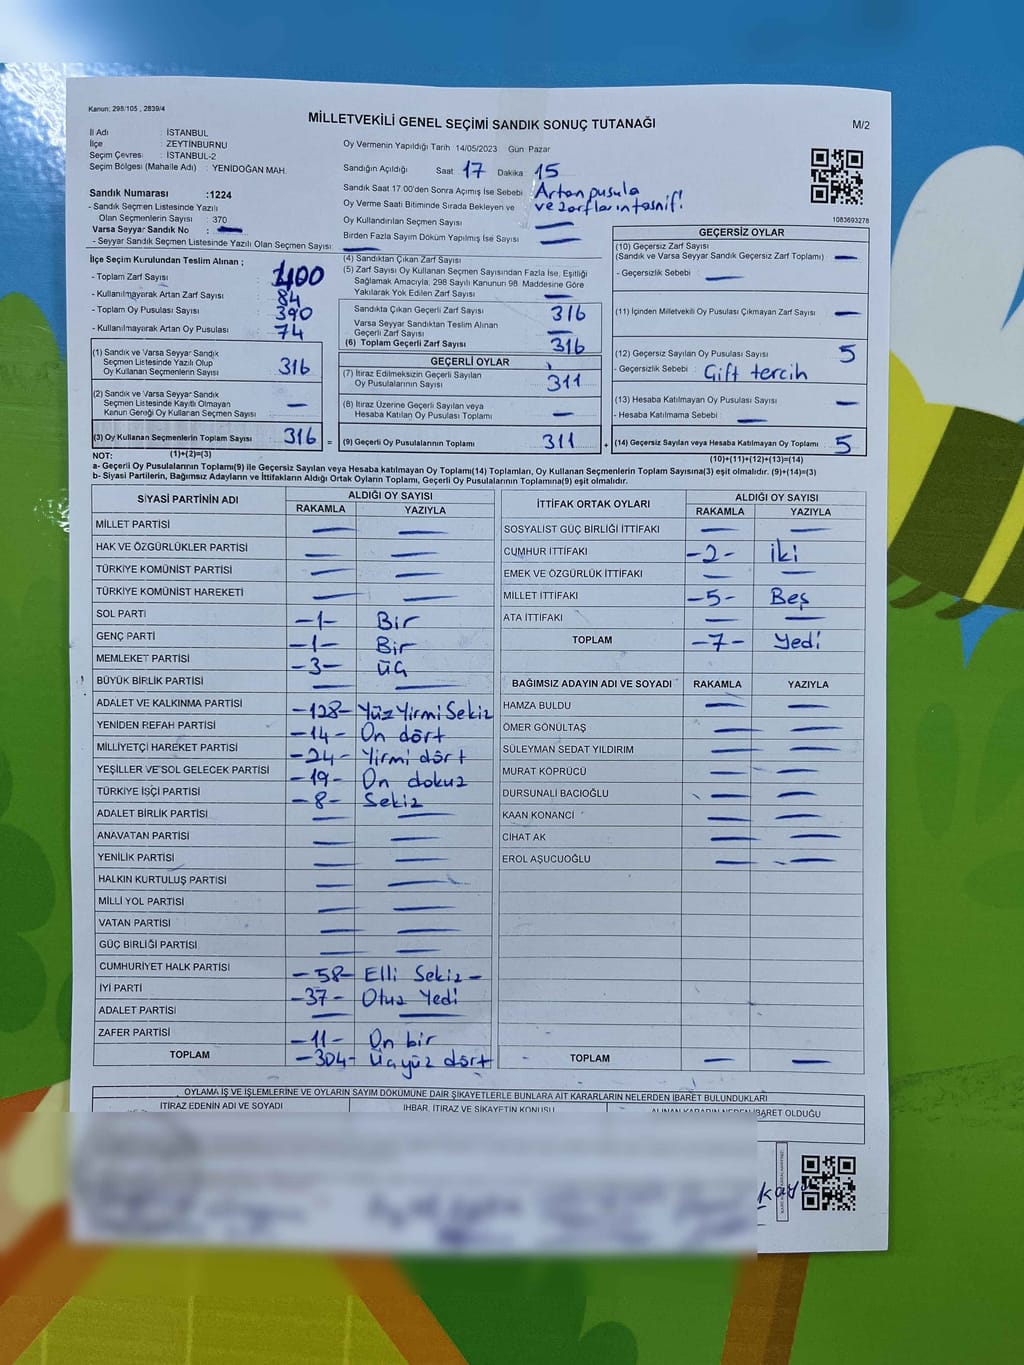 Kanun: 298/105 , 2839/4
MİLLETVEKİLİ GENEL SEÇİMİ SANDIK SONUÇ TUTANAĞI
M/2
İl Adı : İSTANBUL
İlçe : ZEYTİNBURNU
Seçim Çevresi : İSTANBUL-2
Seçim Bölgesi (Mahalle Adı) : YENİDOĞAN MAH.
Sandık Numarası :1224
- Sandık Seçmen Listesinde Yazılı
Olan Seçmenlerin Sayısı : 370
Varsa Seyyar Sandık No : —
- Seyyar Sandık Seçmen Listesinde Yazılı Olan Seçmen Sayısı: —
Oy Vermenin Yapıldığı Tarih 14/05/2023 Gün Pazar
Sandığın Açıldığı Saat 17 Dakika 15
Sandık Saat 17.00'den Sonra Açılmış İse Sebebi Artan pusula
Oy Verme Saati Bitiminde Sırada Bekleyen ve ve zarfların tasnifi
Oy Kullandırılan Seçmen Sayısı —
Birden Fazla Sayım Döküm Yapılmış İse Sayısı —
1083693278
İlçe Seçim Kurulundan Teslim Alınan ;
- Toplam Zarf Sayısı : 400
- Kullanılmayarak Artan Zarf Sayısı : 84
- Toplam Oy Pusulası Sayısı : 390
- Kullanılmayarak Artan Oy Pusulası : 74
(1) Sandık ve Varsa Seyyar Sandık
Seçmen Listesinde Yazılı Olup
Oy Kullanan Seçmenlerin Sayısı 316
(2) Sandık ve Varsa Seyyar Sandık
Seçmen Listesinde Kayıtlı Olmayan
Kanun Gereği Oy Kullanan Seçmen Sayısı —
(3) Oy Kullanan Seçmenlerin Toplam Sayısı 316 =
(1)+(2)=(3)
(4) Sandıktan Çıkan Zarf Sayısı
(5) Zarf Sayısı Oy Kullanan Seçmen Sayısından Fazla İse, Eşitliği
Sağlamak Amacıyla, 298 Sayılı Kanunun 98. Maddesine Göre
Yakılarak Yok Edilen Zarf Sayısı —
Sandıkta Çıkan Geçerli Zarf Sayısı 316
Varsa Seyyar Sandıktan Teslim Alınan
Geçerli Zarf Sayısı —
(6) Toplam Geçerli Zarf Sayısı 316
GEÇERLİ OYLAR
(7) İtiraz Edilmeksizin Geçerli Sayılan
Oy Pusulalarının Sayısı 311
(8) İtiraz Üzerine Geçerli Sayılan veya
Hesaba Katılan Oy Pusulası Toplamı —
(9) Geçerli Oy Pusulalarının Toplamı 311 +
GEÇERSİZ OYLAR
(10) Geçersiz Zarf Sayısı
(Sandık ve Varsa Seyyar Sandık Geçersiz Zarf Toplamı) —
- Geçersizlik Sebebi : —
(11) İçinden Milletvekili Oy Pusulası Çıkmayan Zarf Sayısı —
(12) Geçersiz Sayılan Oy Pusulası Sayısı 5
- Geçersizlik Sebebi : Çift tercih
(13) Hesaba Katılmayan Oy Pusulası Sayısı —
- Hesaba Katılmama Sebebi : —
(14) Geçersiz Sayılan veya Hesaba Katılmayan Oy Toplamı 5
(10)+(11)+(12)+(13)=(14)
NOT:
a- Geçerli Oy Pusulalarının Toplamı(9) ile Geçersiz Sayılan veya Hesaba katılmayan Oy Toplamı(14) Toplamları, Oy Kullanan Seçmenlerin Toplam Sayısına(3) eşit olmalıdır. (9)+(14)=(3)
b- Siyasi Partilerin, Bağımsız Adayların ve İttifakların Aldığı Ortak Oyların Toplamı, Geçerli Oy Pusulalarının Toplamına(9) eşit olmalıdır.
SİYASİ PARTİNİN ADI
ALDIĞI OY SAYISI
RAKAMLA YAZIYLA
MİLLET PARTİSİ — —
HAK VE ÖZGÜRLÜKLER PARTİSİ — —
TÜRKİYE KOMÜNİST PARTİSİ — —
TÜRKİYE KOMÜNİST HAREKETİ — —
SOL PARTİ -1- Bir
GENÇ PARTİ -1- Bir
MEMLEKET PARTİSİ -3- Üç
BÜYÜK BİRLİK PARTİSİ — —
ADALET VE KALKINMA PARTİSİ -128- Yüz Yirmi Sekiz
YENİDEN REFAH PARTİSİ -14- On dört
MİLLİYETÇİ HAREKET PARTİSİ -24- Yirmi dört
YEŞİLLER VE SOL GELECEK PARTİSİ -19- On dokuz
TÜRKİYE İŞÇİ PARTİSİ -8- Sekiz
ADALET BİRLİK PARTİSİ — —
ANAVATAN PARTİSİ — —
YENİLİK PARTİSİ — —
HALKIN KURTULUŞ PARTİSİ — —
MİLLİ YOL PARTİSİ — —
VATAN PARTİSİ — —
GÜÇ BİRLİĞİ PARTİSİ — —
CUMHURİYET HALK PARTİSİ -58- Elli Sekiz -
İYİ PARTİ -37- Otuz Yedi
ADALET PARTİSİ — —
ZAFER PARTİSİ -11- On bir
TOPLAM -304- Üçyüz dört
İTTİFAK ORTAK OYLARI
ALDIĞI OY SAYISI
RAKAMLA YAZIYLA
SOSYALİST GÜÇ BİRLİĞİ İTTİFAKI — —
CUMHUR İTTİFAKI -2- İki
EMEK VE ÖZGÜRLÜK İTTİFAKI — —
MİLLET İTTİFAKI -5- Beş
ATA İTTİFAKI — —
TOPLAM -7- Yedi
BAĞIMSIZ ADAYIN ADI VE SOYADI RAKAMLA YAZIYLA
HAMZA BULDU — —
ÖMER GÖNÜLTAŞ — —
SÜLEYMAN SEDAT YILDIRIM — —
MURAT KÖPRÜCÜ — —
DURSUNALİ BACIOĞLU — —
KAAN KONANCİ — —
CİHAT AK — —
EROL AŞUCUOĞLU — —
TOPLAM — —
OYLAMA İŞ VE İŞLEMLERİNE VE OYLARIN SAYIM DÖKÜMÜNE DAİR ŞİKAYETLERLE BUNLARA AİT KARARLARIN NELERDEN İBARET BULUNDUKLARI
İTİRAZ EDENİN ADI VE SOYADI
İHBAR, İTİRAZ VE ŞİKAYETİN KONUSU
ALINAN KARARIN NEDEN İBARET OLDUĞU